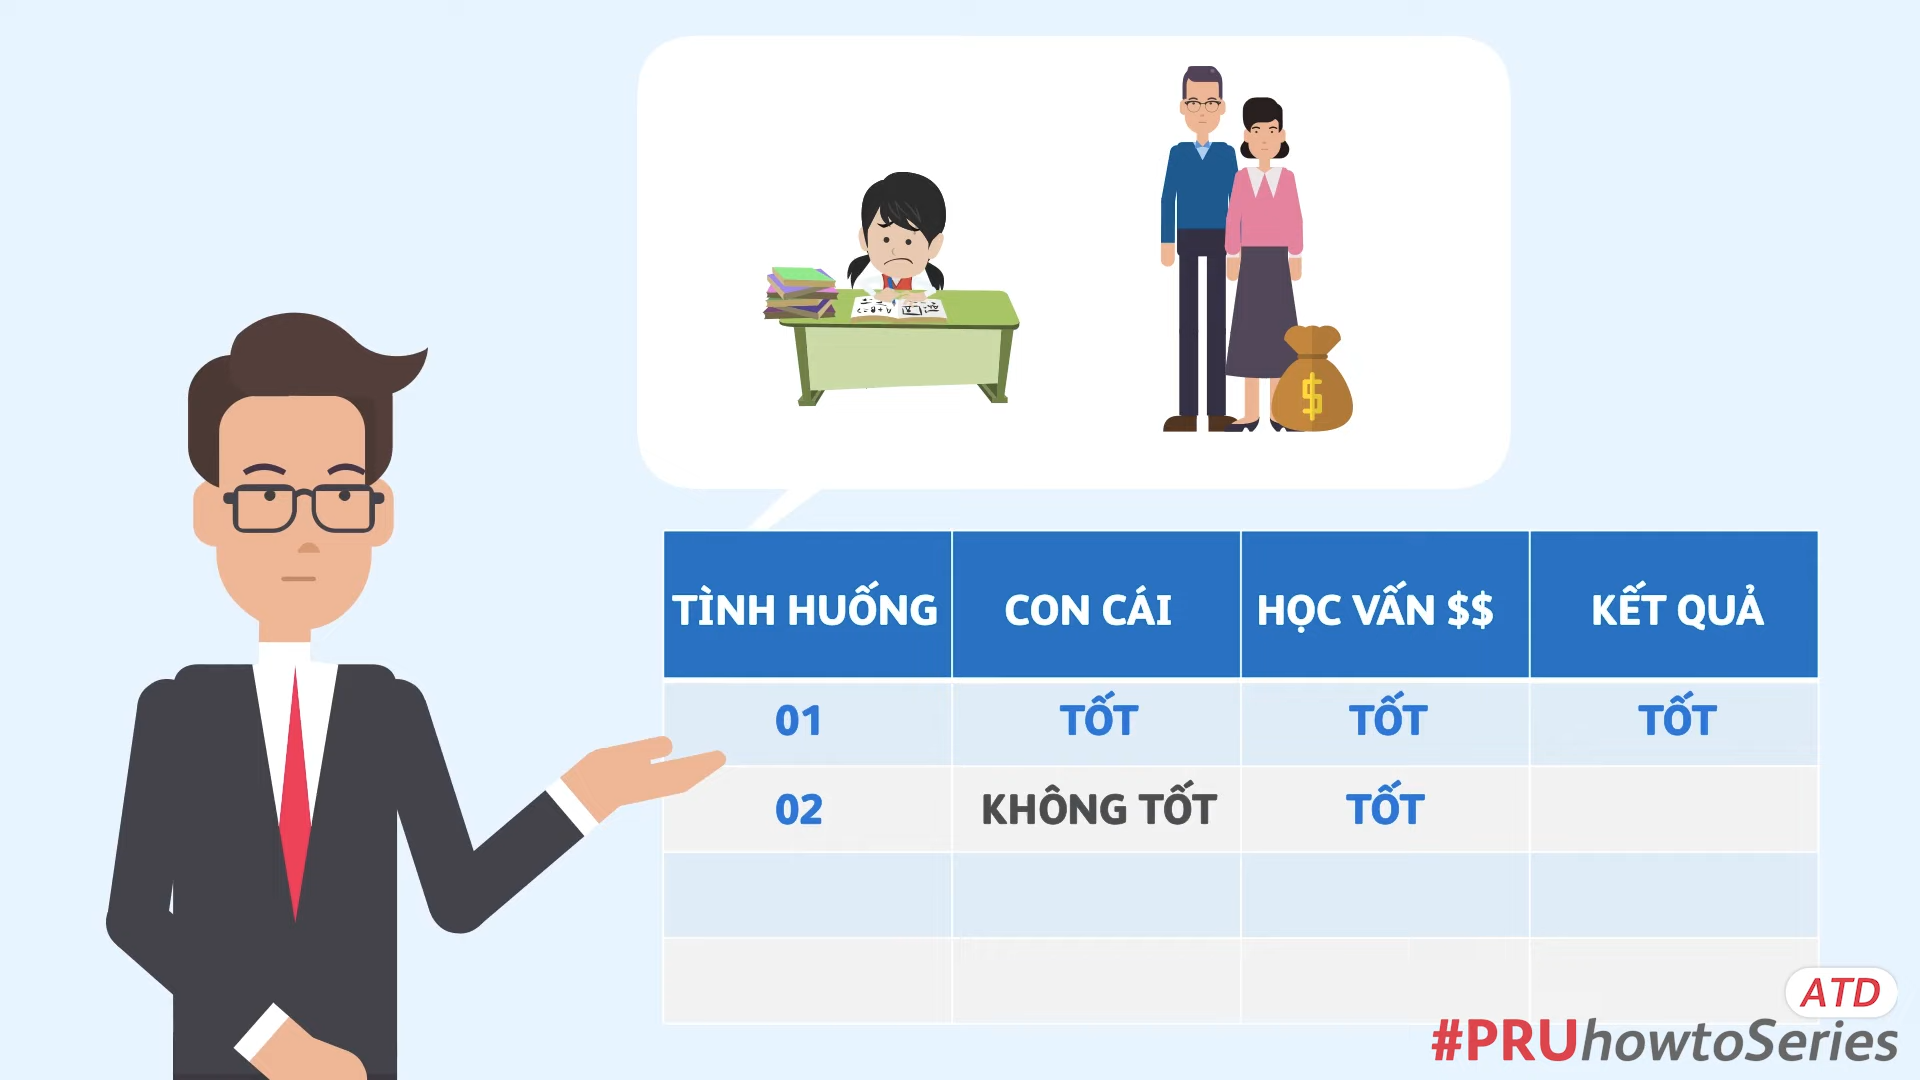 $
TÌNH HUỐNG CON CÁI HỌC VẤN $$ KẾT QUẢ
01 TỐT TỐT TỐT
02 KHÔNG TỐT TỐT
ATD
#PRUhowtoSeries